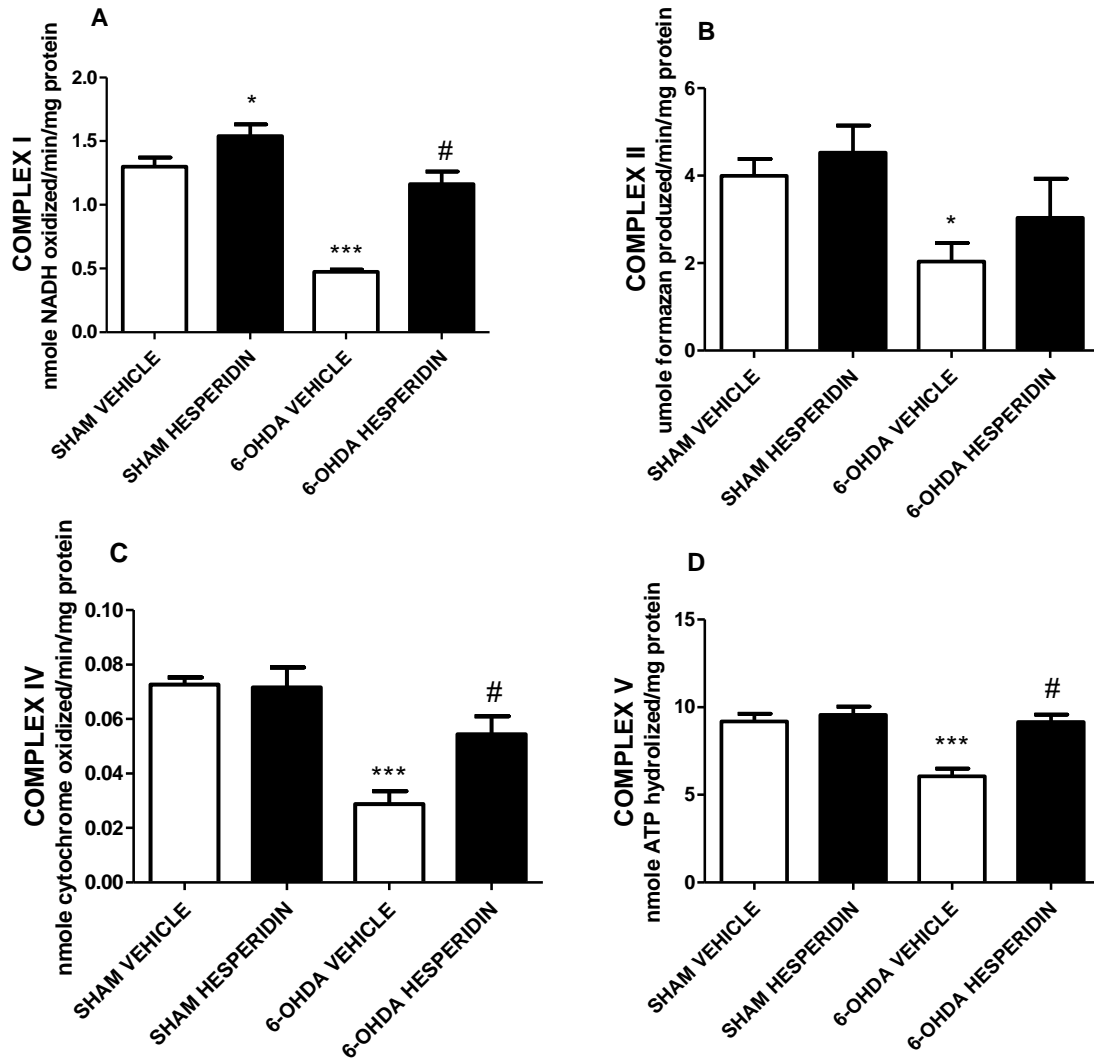 A
COMPLEX I
nmole NADH oxidized/min/mg protein
2.0
1.5
1.0
0.5
0.0
*
***
#
SHAM VEHICLE
SHAM HESPERIDIN
6-OHDA VEHICLE
6-OHDA HESPERIDIN
B
COMPLEX II
umole formazan produzed/min/mg protein
6
4
2
0
*
SHAM VEHICLE
SHAM HESPERIDIN
6-OHDA VEHICLE
6-OHDA HESPERIDIN
C
COMPLEX IV
nmole cytochrome oxidized/min/mg protein
0.10
0.08
0.06
0.04
0.02
0.00
***
#
SHAM VEHICLE
SHAM HESPERIDIN
6-OHDA VEHICLE
6-OHDA HESPERIDIN
D
COMPLEX V
nmole ATP hydrolized/mg protein
15
10
5
0
***
#
SHAM VEHICLE
SHAM HESPERIDIN
6-OHDA VEHICLE
6-OHDA HESPERIDIN